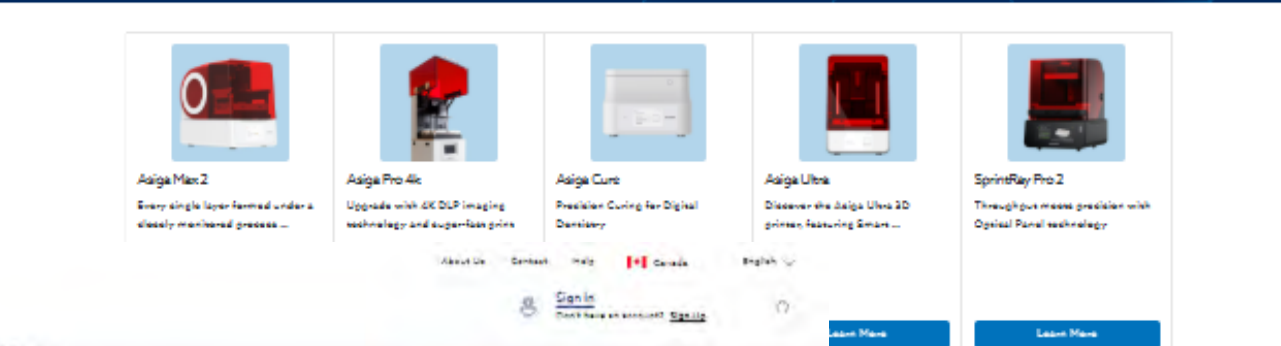 Asiga Max 2
Every single layer formed under a
closely monitored process ...
Asiga Pro 4k
Upgrade with 4K DLP imaging
technology and super-fast print
Asiga Cure
Precision Curing for Digital
Dentistry
Asiga Ultra
Discover the Asiga Ultra 3D
printer, featuring Smart ...
SprintRay Pro 2
Throughput meets precision with
Optical Panel technology
About Us Contact Help Canada English
Sign In
Don't have an account? Sign Up
Learn More Learn More